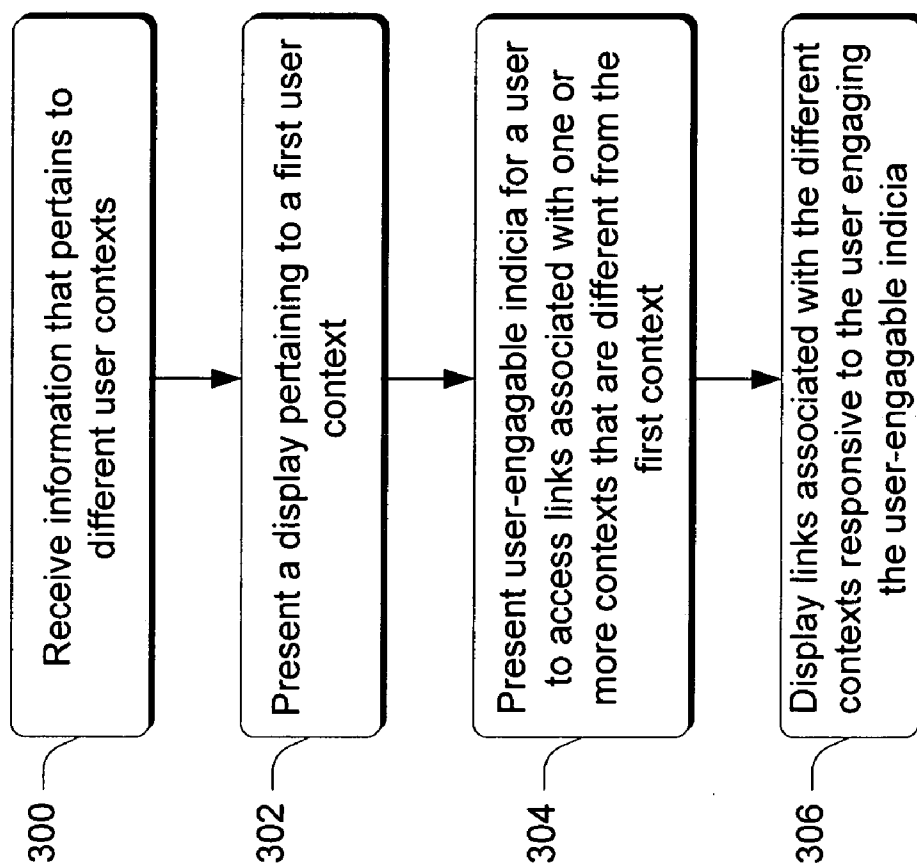 300
Receive information that pertains to
different user contexts
302
Present a display pertaining to a first user
context
304
Present user-engagable indicia for a user
to access links associated with one or
more contexts that are different from the
first context
306
Display links associated with the different
contexts responsive to the user engaging
the user-engagable indicia